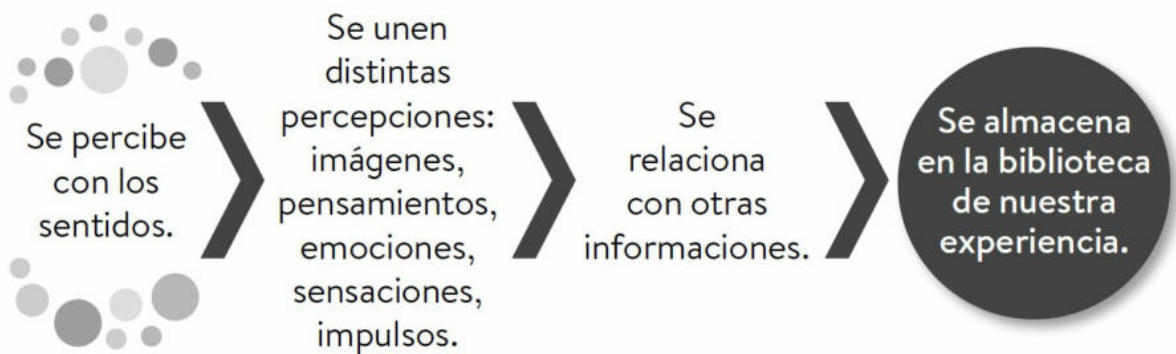 Se percibe
con los
sentidos.
Se unen
distintas
percepciones:
imágenes,
pensamientos,
emociones,
sensaciones,
impulsos.
Se
relaciona
con otras
informaciones.
Se almacena
en la biblioteca
de nuestra
experiencia.